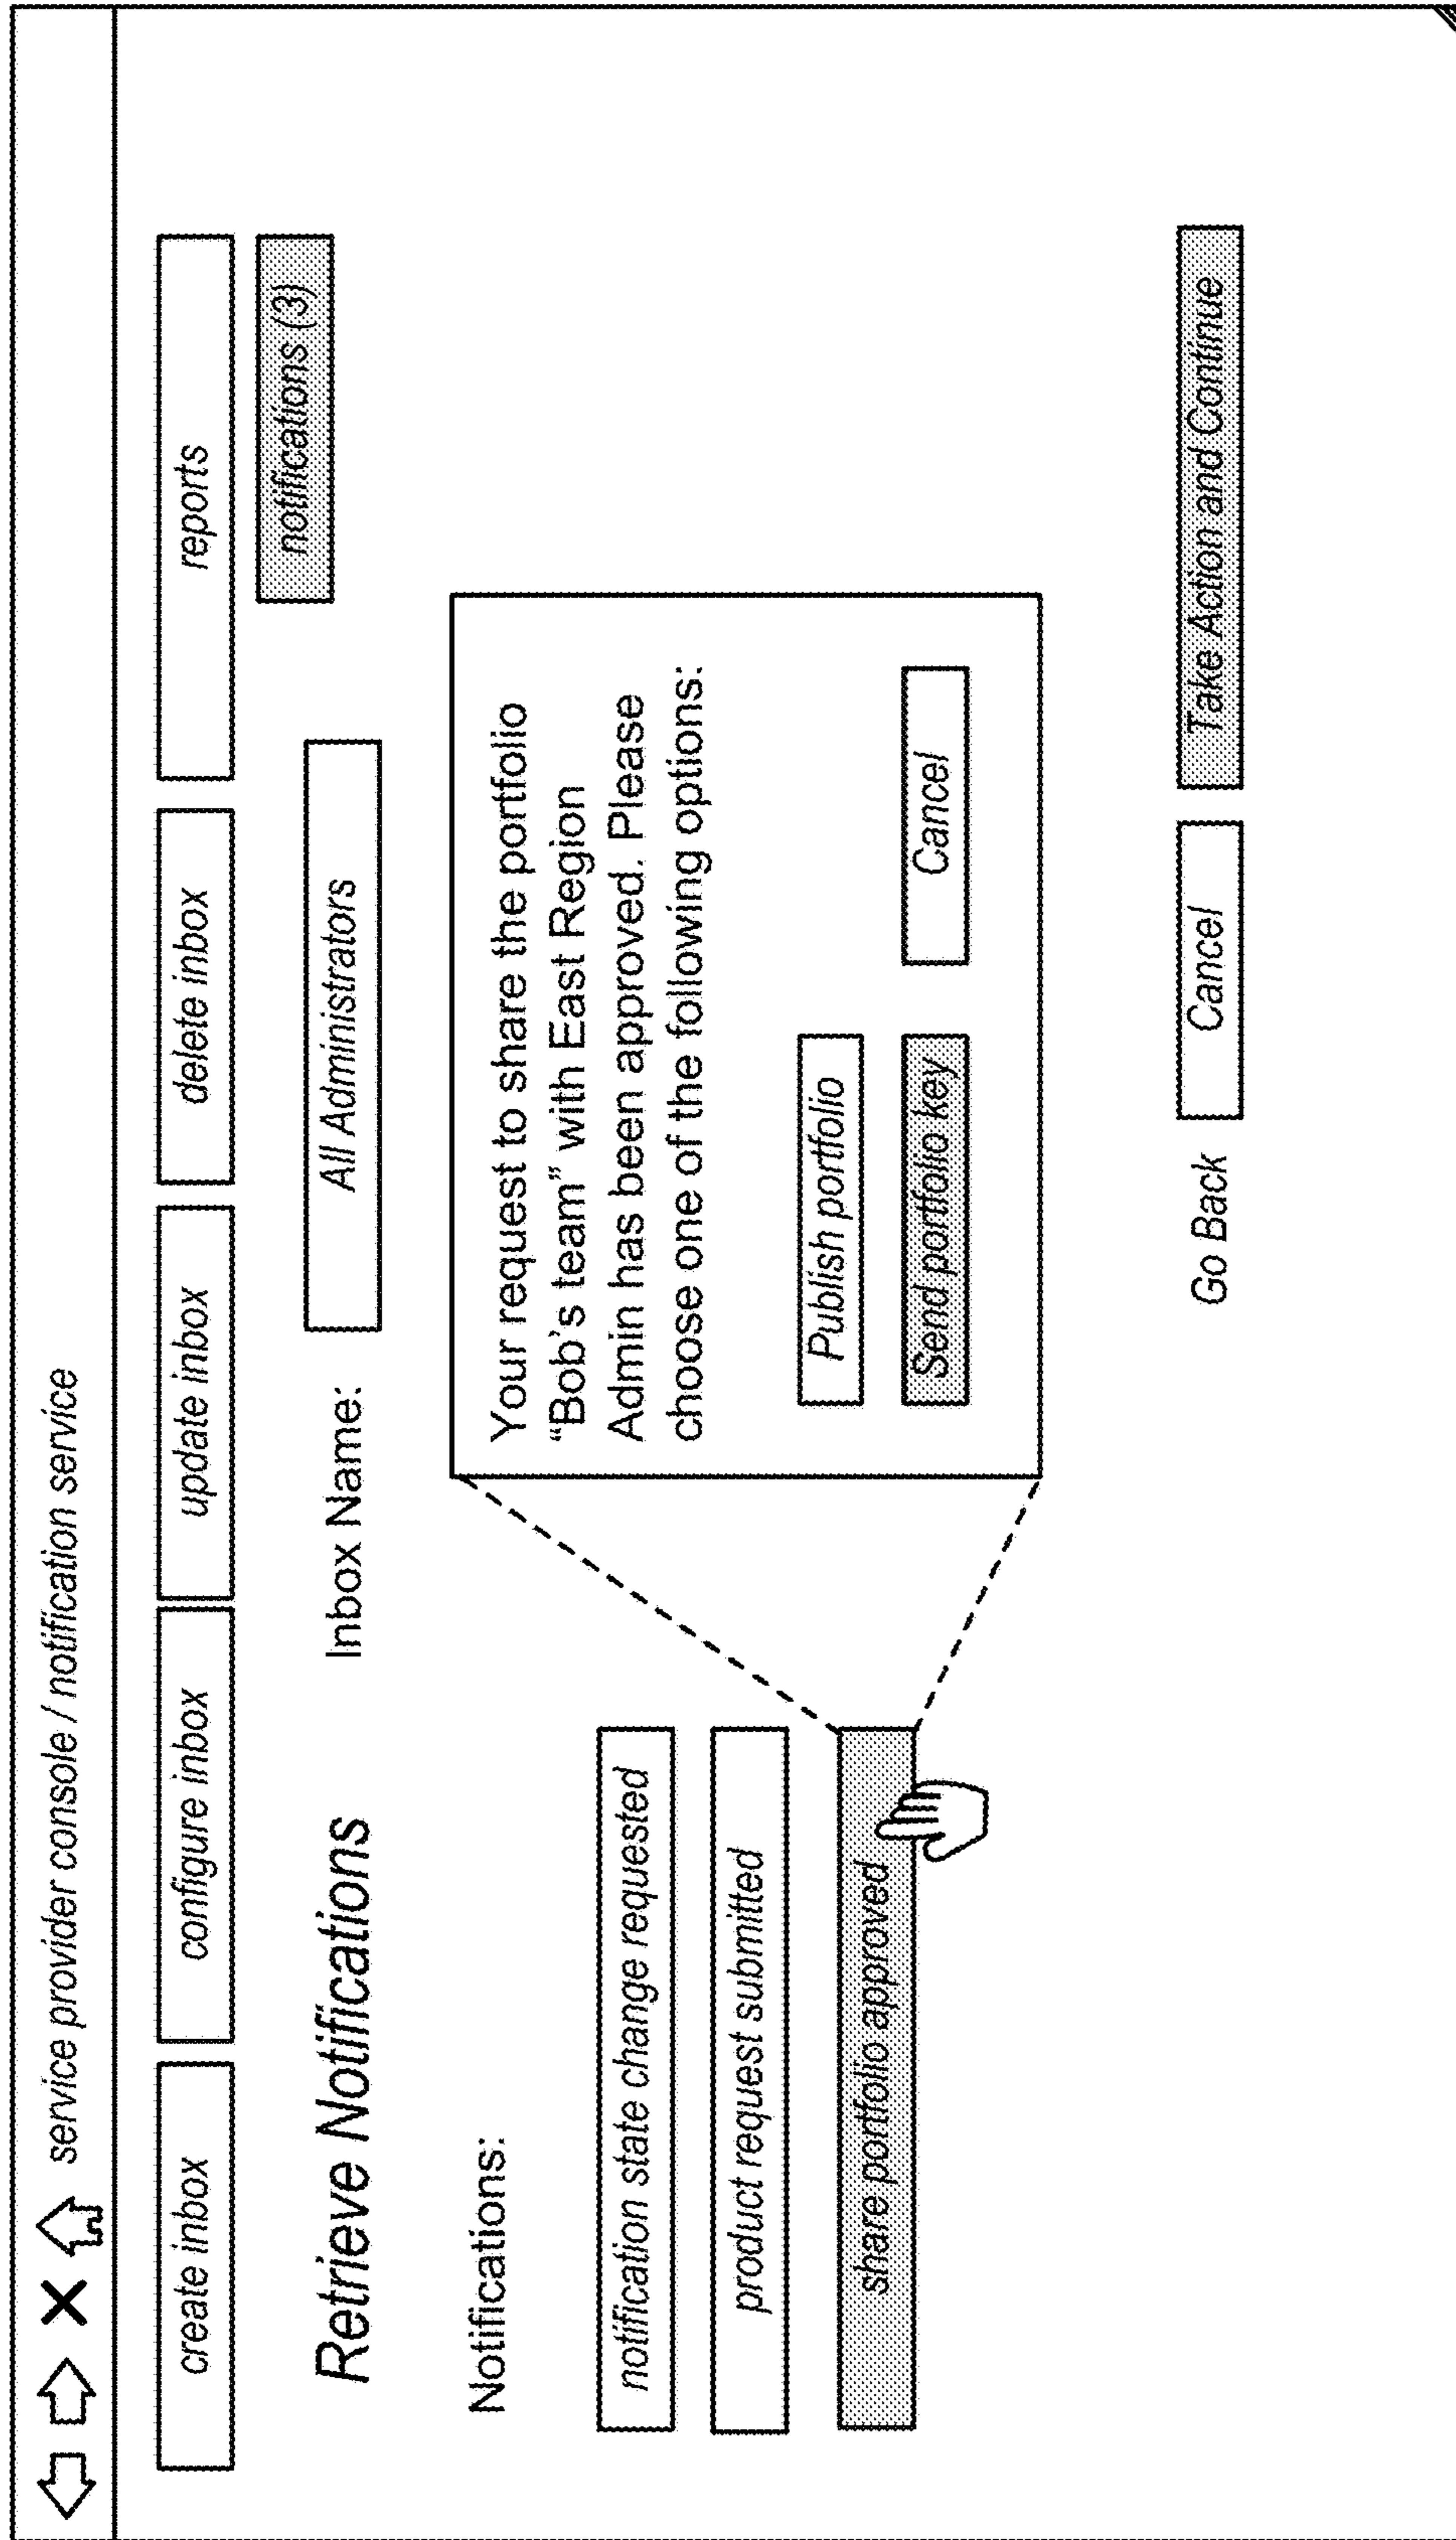 service provider console / notification service
create inbox
configure inbox
update inbox
delete inbox
reports
notifications (3)
Retrieve Notifications
Inbox Name:
All Administrators
Notifications:
notification state change requested
product request submitted
share portfolio approved
Your request to share the portfolio
“Bob’s team” with East Region
Admin has been approved. Please
choose one of the following options:
Publish portfolio
Send portfolio key
Cancel
Go Back
Cancel
Take Action and Continue